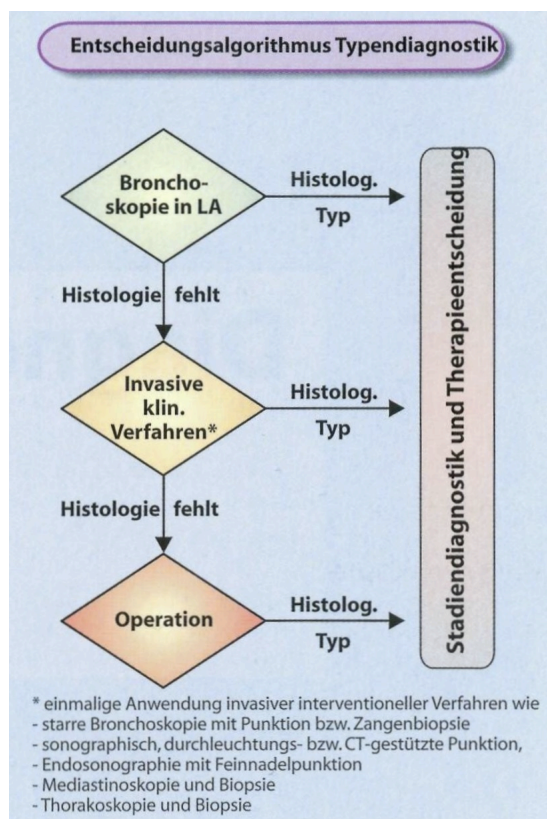 Entscheidungsalgorithmus Typendiagnostik
Broncho-
skopie in LA
Histolog.
Typ
Histologie fehlt
Invasive
klin.
Verfahren*
Histolog.
Typ
Histologie fehlt
Operation
Histolog.
Typ
Stadiendiagnostik und Therapieentscheidung
* einmalige Anwendung invasiver interventioneller Verfahren wie
- starre Bronchoskopie mit Punktion bzw. Zangenbiopsie
- sonographisch, durchleuchtungs- bzw. CT-gestützte Punktion,
- Endosonographie mit Feinnadelpunktion
- Mediastinoskopie und Biopsie
- Thorakoskopie und Biopsie